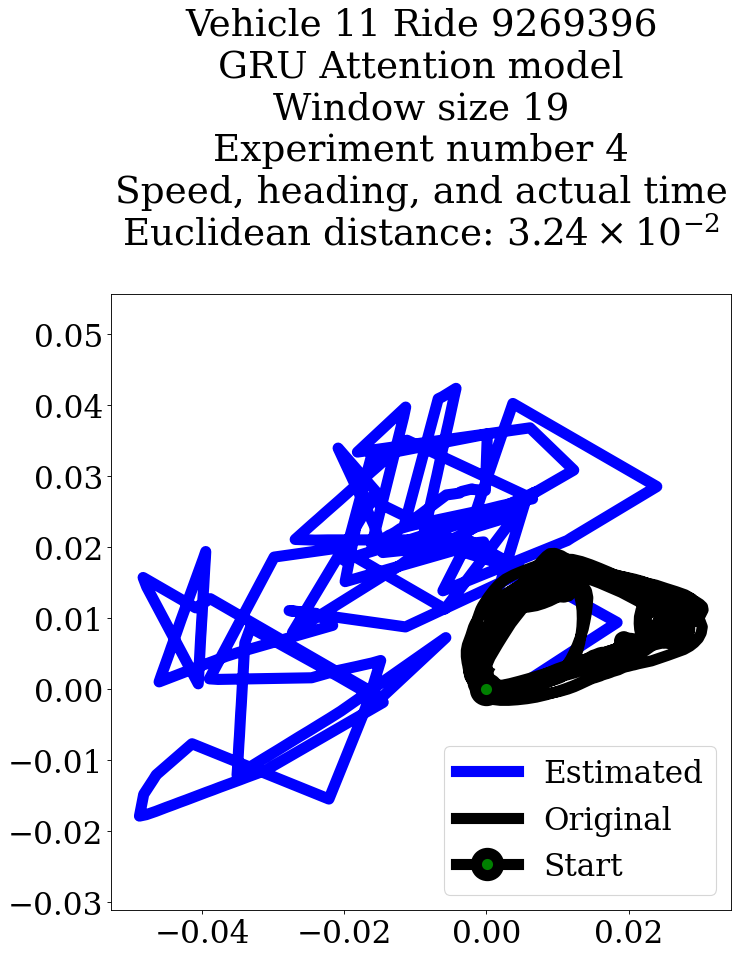 Vehicle 11 Ride 9269396
GRU Attention model
Window size 19
Experiment number 4
Speed, heading, and actual time
Euclidean distance: 3.24 × 10⁻²
0.05
0.04
0.03
0.02
0.01
0.00
−0.01
−0.02
−0.03
−0.04 −0.02 0.00 0.02
Estimated
Original
Start